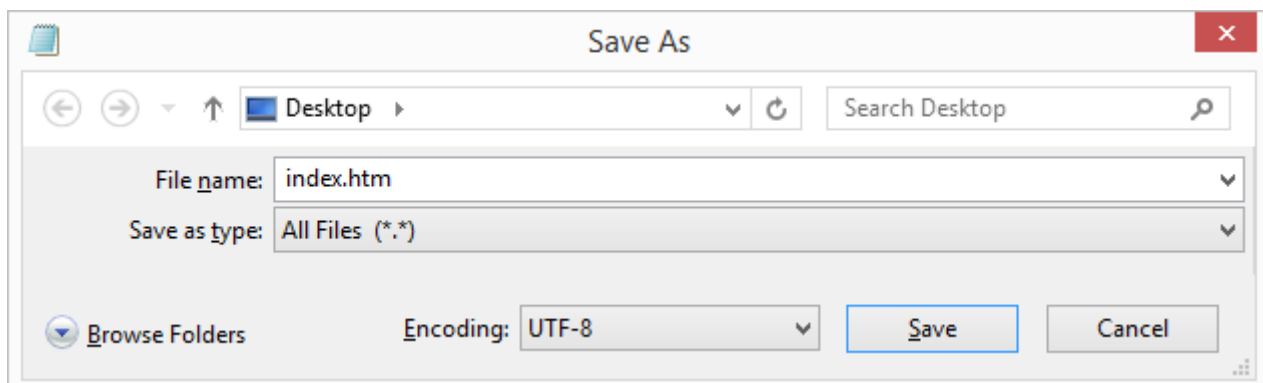 Save As
Desktop
Search Desktop
File name: index.htm
Save as type: All Files (*.*)
Browse Folders Encoding: UTF-8 Save Cancel